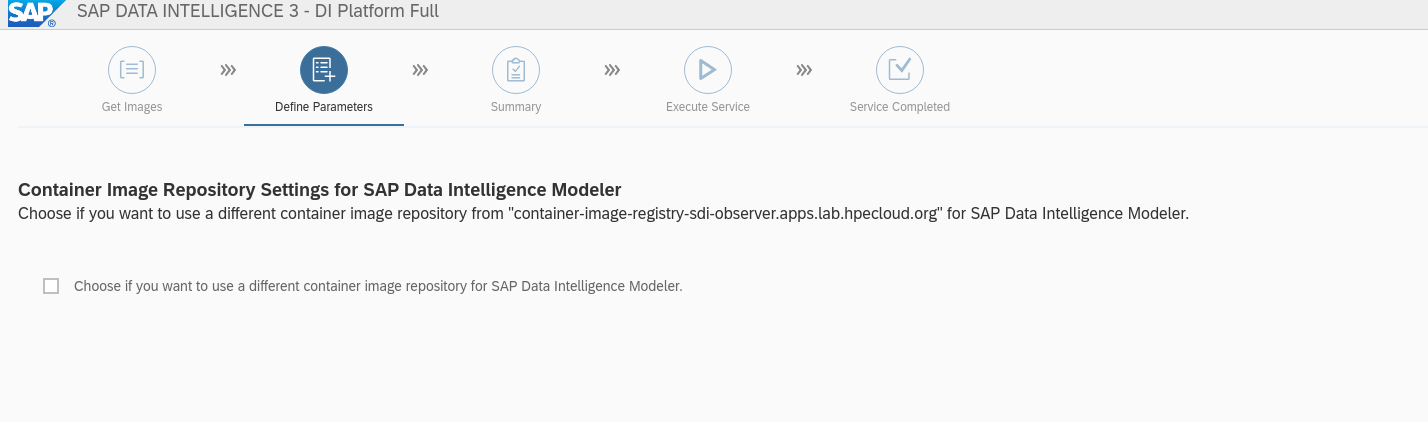 SAP ® SAP DATA INTELLIGENCE 3 - DI Platform Full
Get Images
Define Parameters
Summary
Execute Service
Service Completed
Container Image Repository Settings for SAP Data Intelligence Modeler
Choose if you want to use a different container image repository from "container-image-registry-sdi-observer.apps.lab.hpecloud.org" for SAP Data Intelligence Modeler.
Choose if you want to use a different container image repository for SAP Data Intelligence Modeler.